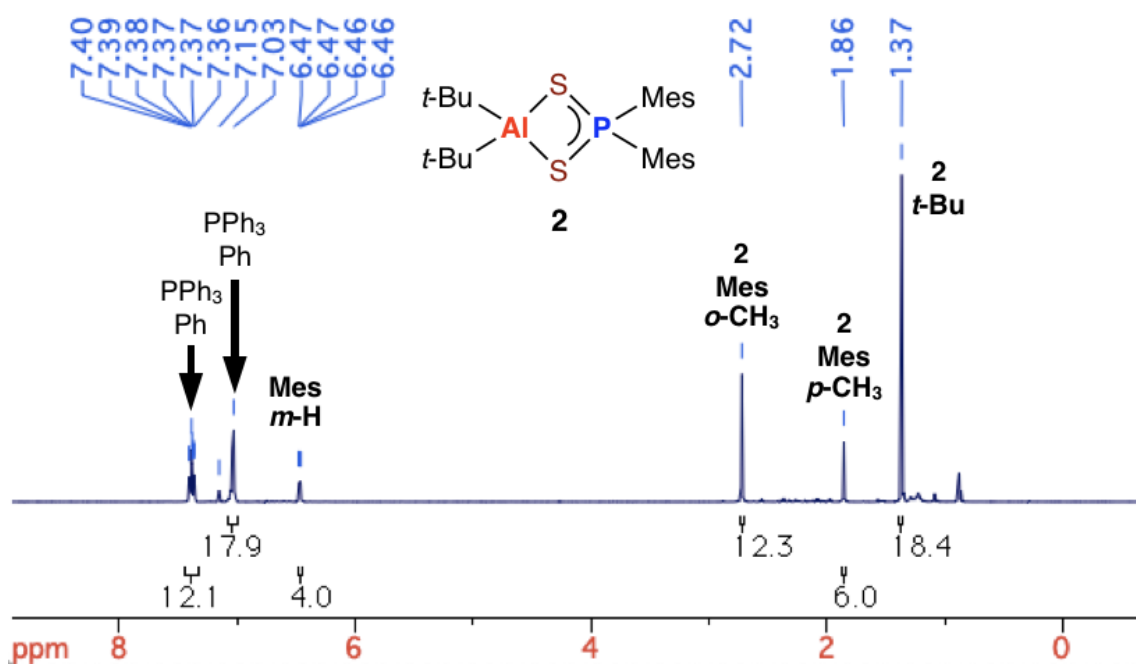 7.40
7.39
7.38
7.37
7.37
7.36
7.15
7.03
6.47
6.47
6.46
6.46
2.72
1.86
1.37
t-Bu
t-Bu
Al
S
S
P
Mes
Mes
2
PPh3
Ph
PPh3
Ph
Mes
m-H
2
Mes
o-CH3
2
Mes
p-CH3
2
t-Bu
17.9
12.3
18.4
12.1
4.0
6.0
ppm 8 6 4 2 0